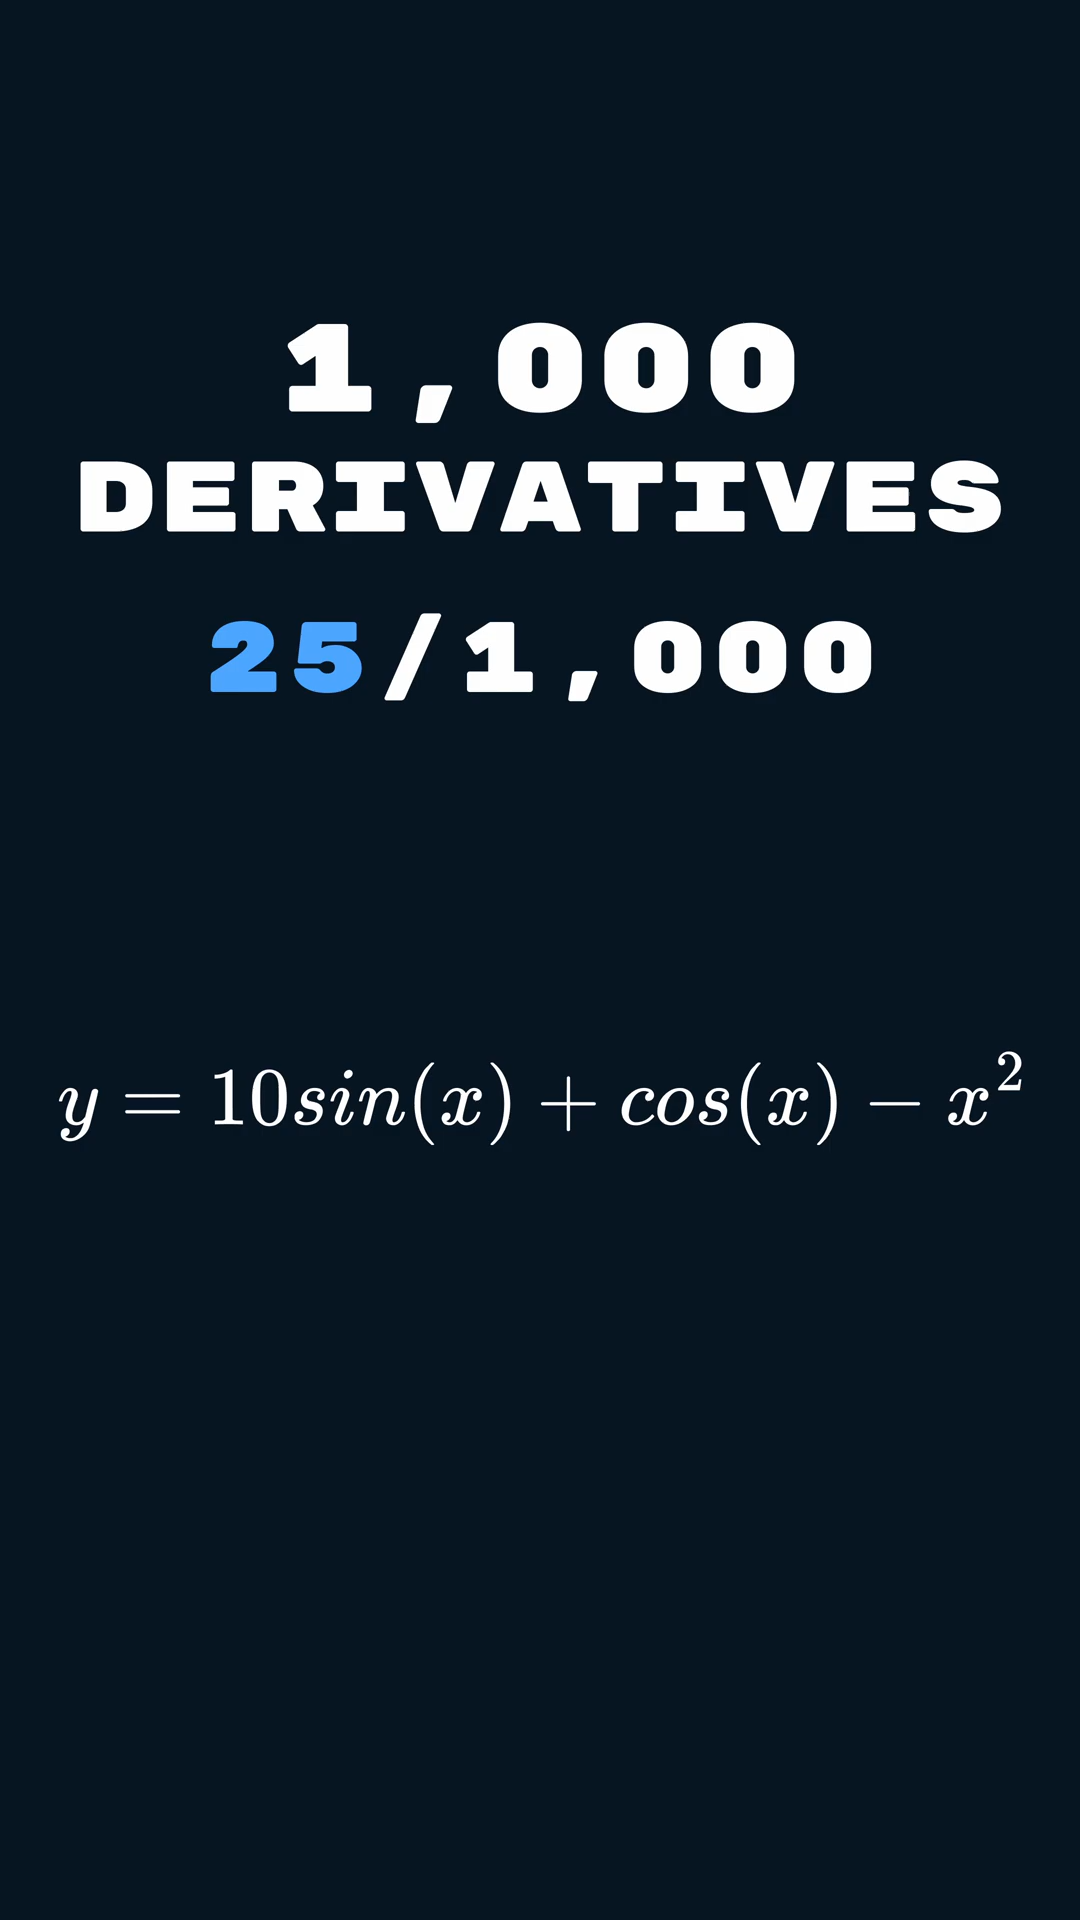 1,000
DERIVATIVES
25/1,000
y = 10sin(x) + cos(x) − x²